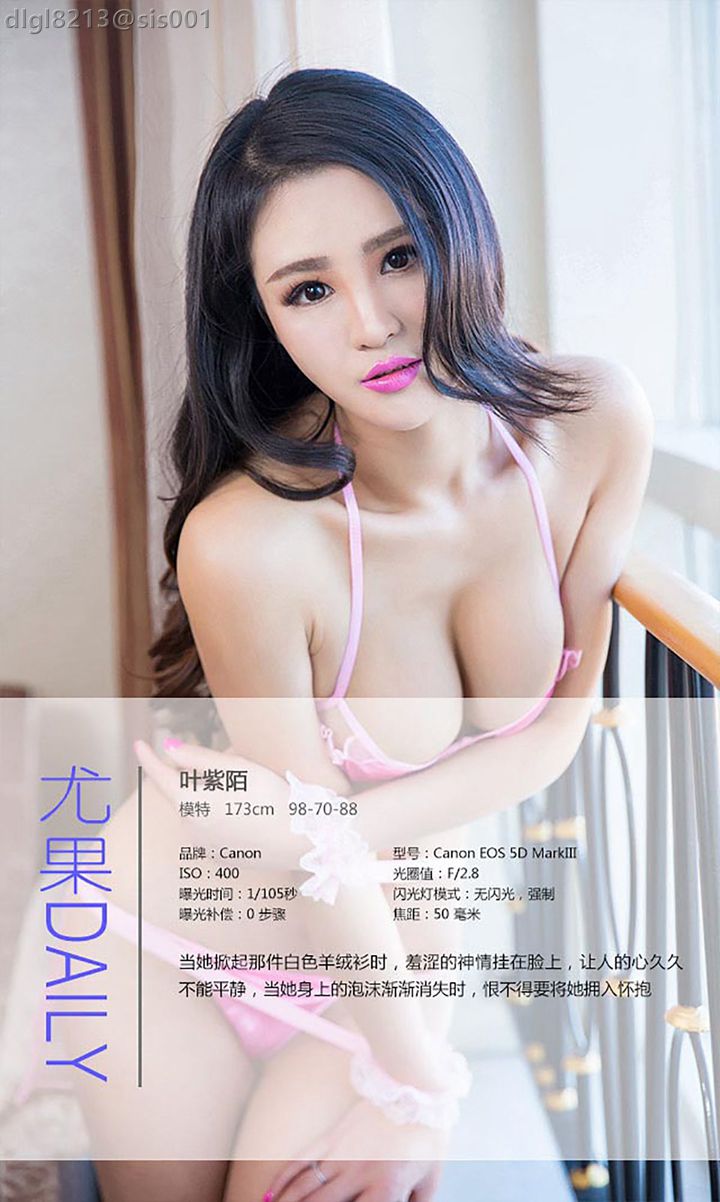 dlgl8213@sis001
尤果DAILY
叶紫陌
模特 173cm 98-70-88
品牌：Canon
型号：Canon EOS 5D MarkIII
ISO：400
光圈值：F/2.8
曝光时间：1/105秒
闪光灯模式：无闪光，强制
曝光补偿：0 步骤
焦距：50 毫米
当她掀起那件白色羊绒衫时，羞涩的神情挂在脸上，让人的心久久
不能平静，当她身上的泡沫渐渐消失时，恨不得要将她拥入怀抱